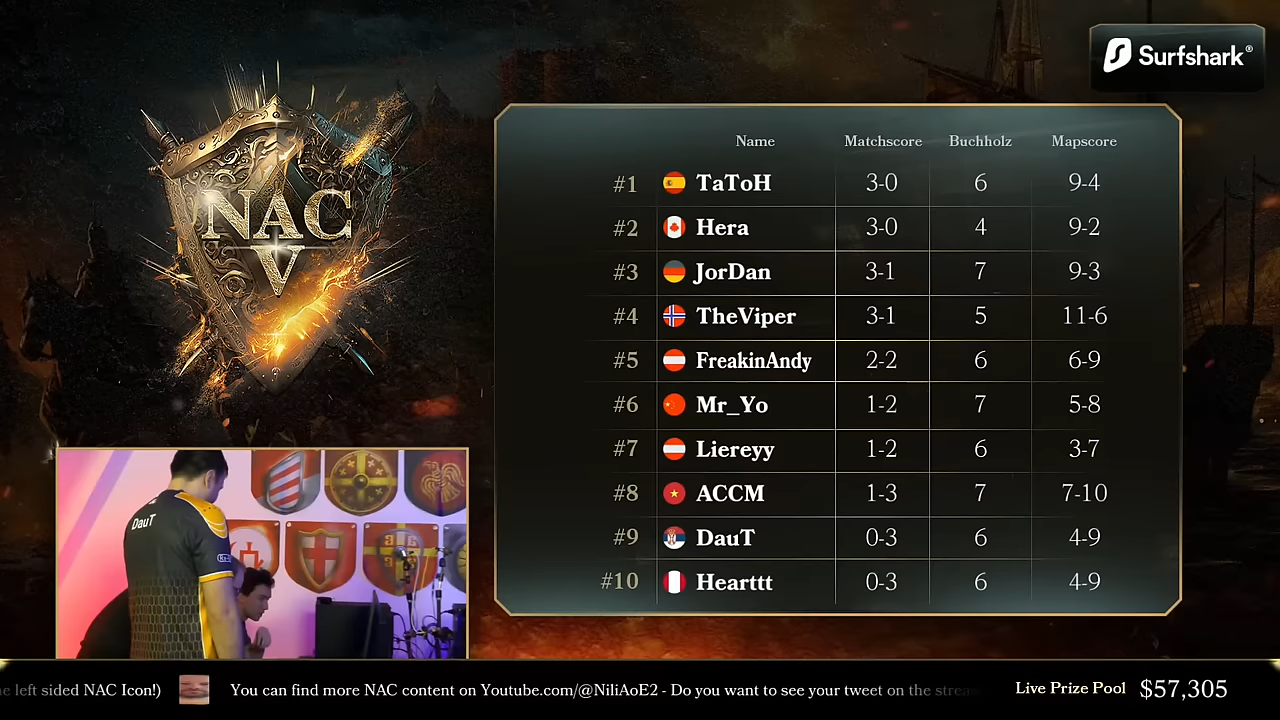 Surfshark®
NAC
V
Name Matchscore Buchholz Mapscore
#1 TaToH 3-0 6 9-4
#2 Hera 3-0 4 9-2
#3 JorDan 3-1 7 9-3
#4 TheViper 3-1 5 11-6
#5 FreakinAndy 2-2 6 6-9
#6 Mr_Yo 1-2 7 5-8
#7 Liereyy 1-2 6 3-7
#8 ACCM 1-3 7 7-10
#9 DauT 0-3 6 4-9
#10 Hearttt 0-3 6 4-9
DauT
left sided NAC Icon!) You can find more NAC content on Youtube.com/@NiliAoE2 - Do you want to see your tweet on the Live Prize Pool $57,305